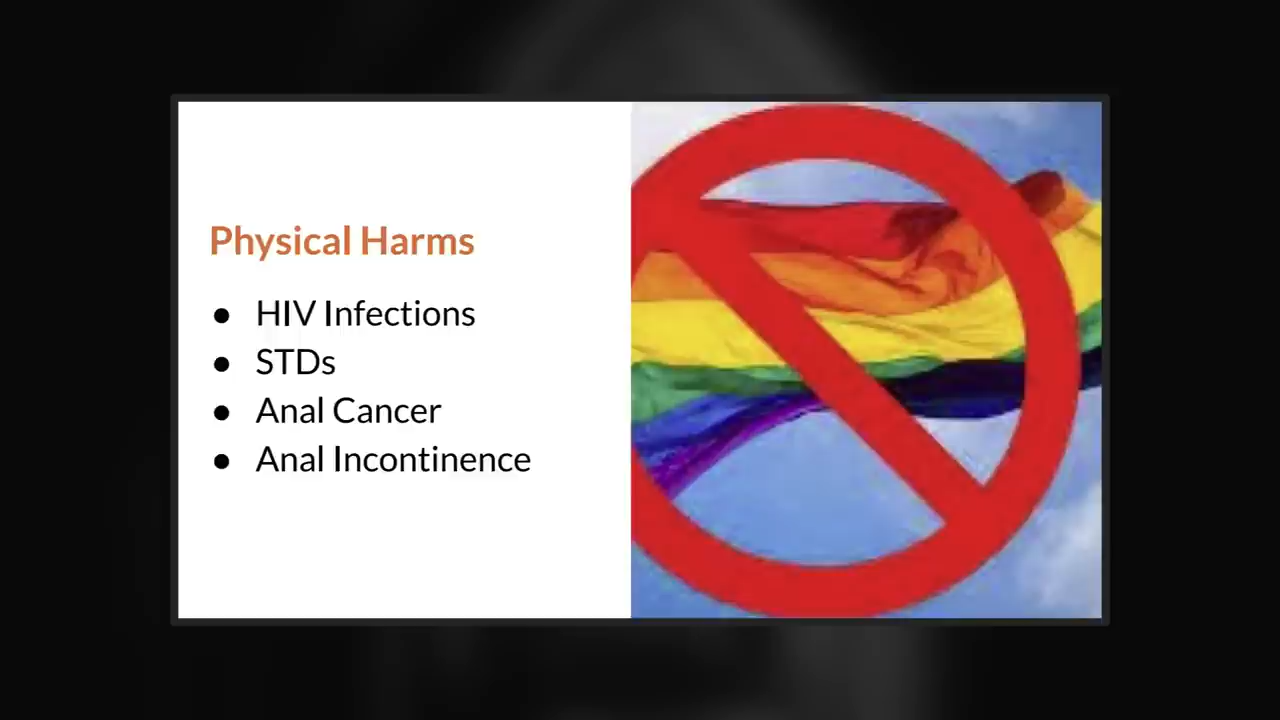 Physical Harms
● HIV Infections
● STDs
● Anal Cancer
● Anal Incontinence